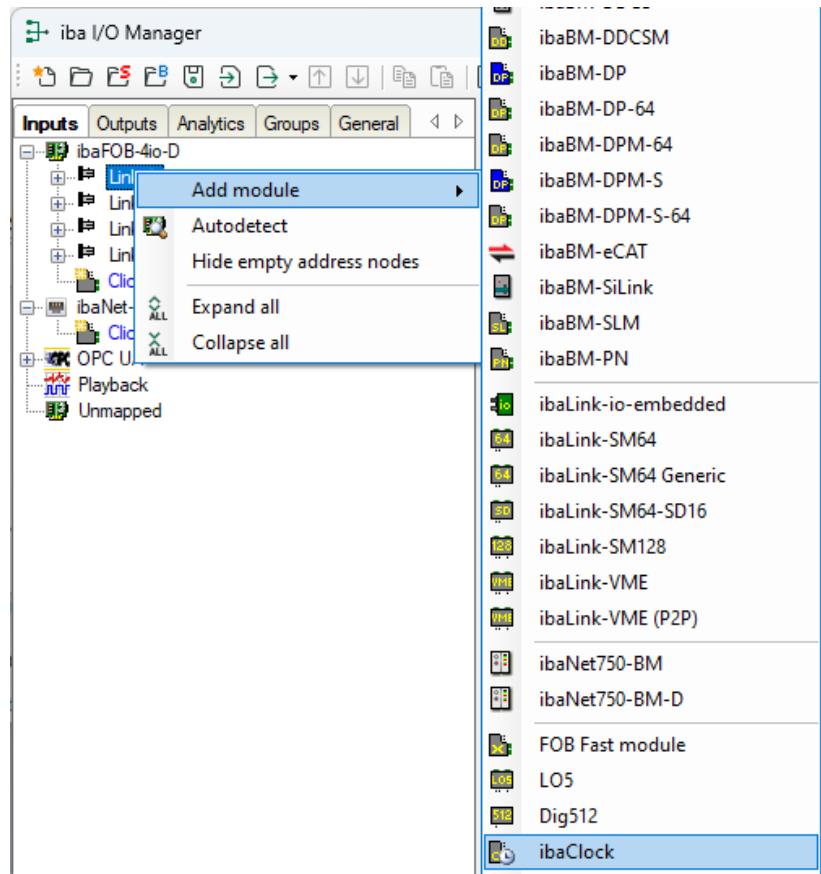 iba I/O Manager
Inputs Outputs Analytics Groups General
ibaFOB-4io-D
Add module
Autodetect
Hide empty address nodes
ibaNet-
Expand all
OPC U
Collapse all
Playback
Unmapped
ibaBM-DDCSM
ibaBM-DP
ibaBM-DP-64
ibaBM-DPM-64
ibaBM-DPM-S
ibaBM-DPM-S-64
ibaBM-eCAT
ibaBM-SiLink
ibaBM-SLM
ibaBM-PN
ibaLink-io-embedded
ibaLink-SM64
ibaLink-SM64 Generic
ibaLink-SM64-SD16
ibaLink-SM128
ibaLink-VME
ibaLink-VME (P2P)
ibaNet750-BM
ibaNet750-BM-D
FOB Fast module
LO5
Dig512
ibaClock